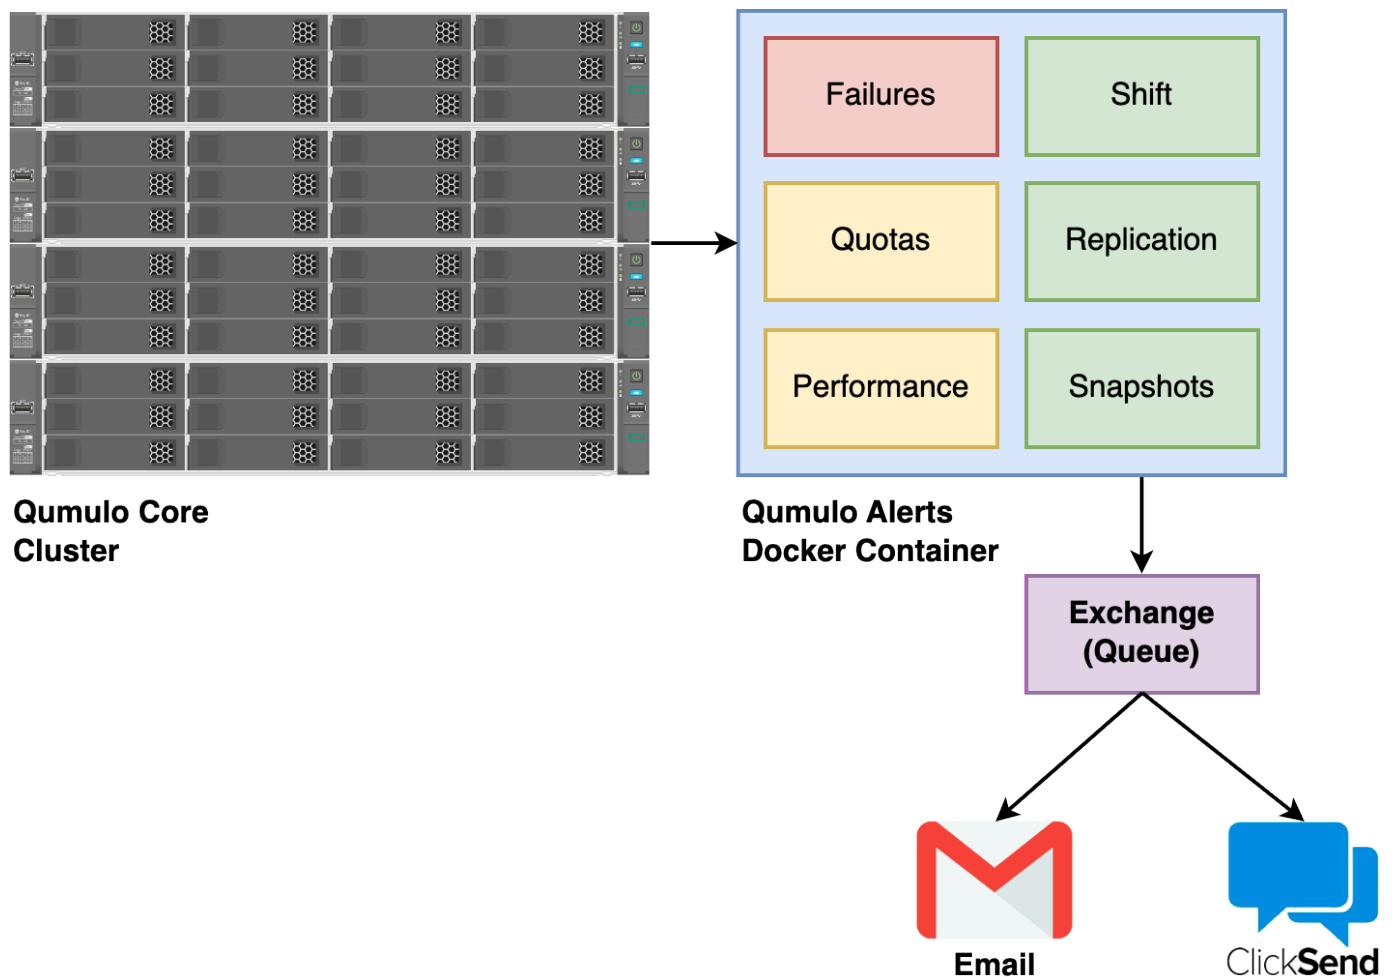 Failures
Shift
Quotas
Replication
Performance
Snapshots
Qumulo Core
Cluster
Qumulo Alerts
Docker Container
Exchange
(Queue)
Email
ClickSend